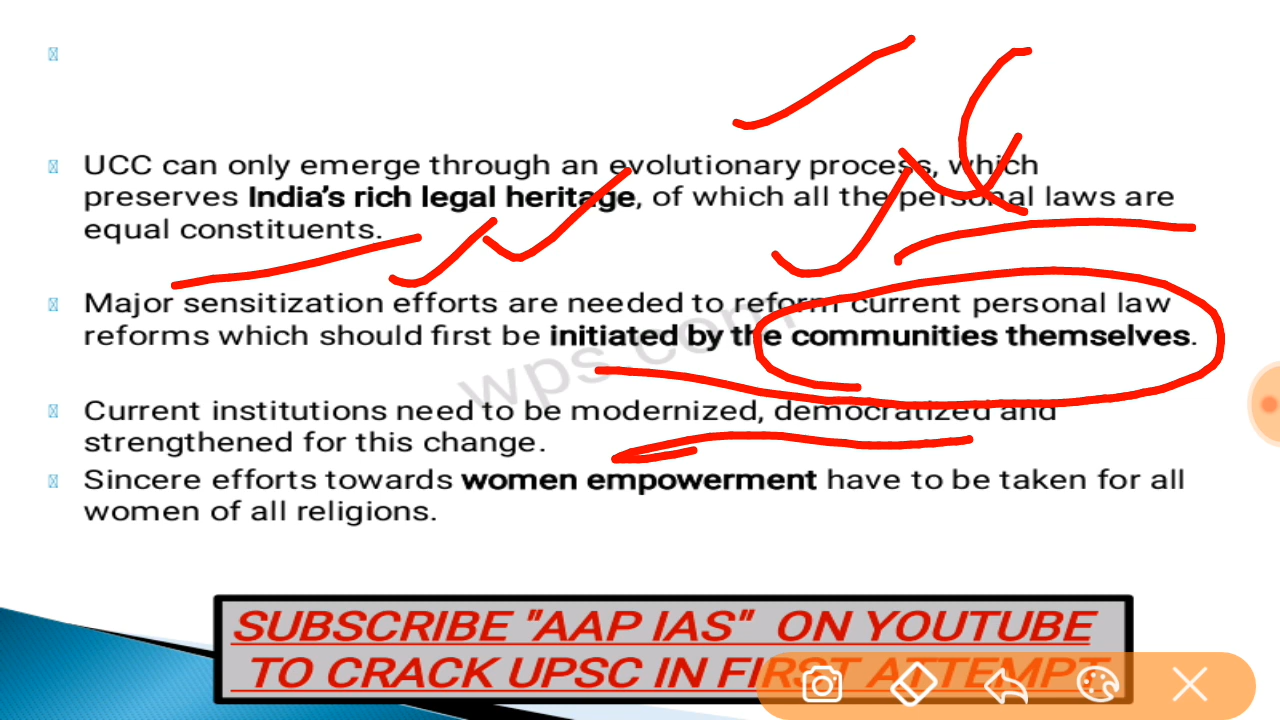 UCC can only emerge through an evolutionary process, which
preserves India's rich legal heritage, of which all the personal laws are
equal constituents.
Major sensitization efforts are needed to reform current personal law
reforms which should first be initiated by the communities themselves.
wps com
Current institutions need to be modernized, democratized and
strengthened for this change.
Sincere efforts towards women empowerment have to be taken for all
women of all religions.
SUBSCRIBE "AAP IAS" ON YOUTUBE
TO CRACK UPSC IN FIRST ATTEMPT